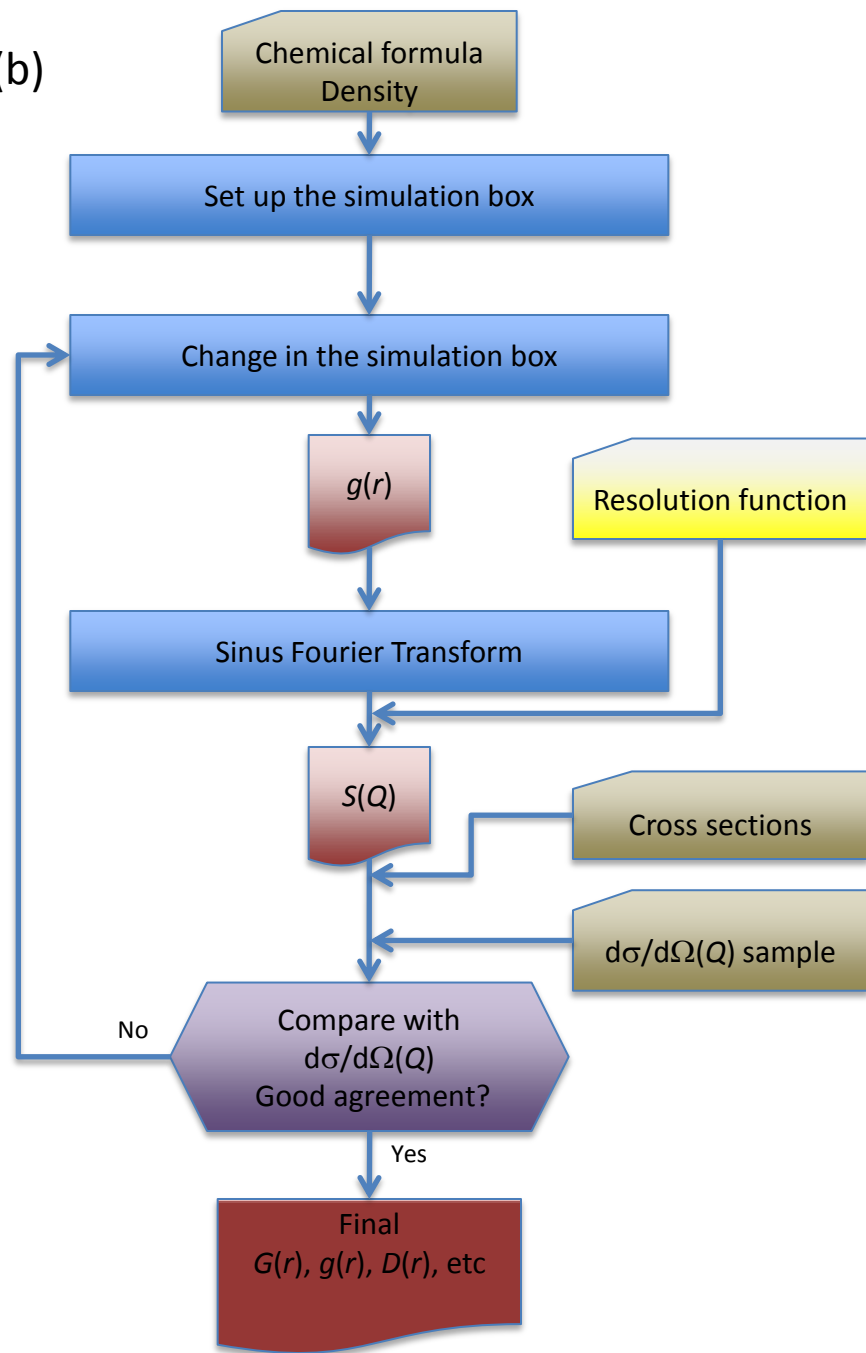 (b)
Chemical formula
Density
Set up the simulation box
Change in the simulation box
g(r)
Resolution function
Sinus Fourier Transform
S(Q)
Cross sections
dσ/dΩ(Q) sample
No
Compare with
dσ/dΩ(Q)
Good agreement?
Yes
Final
G(r), g(r), D(r), etc